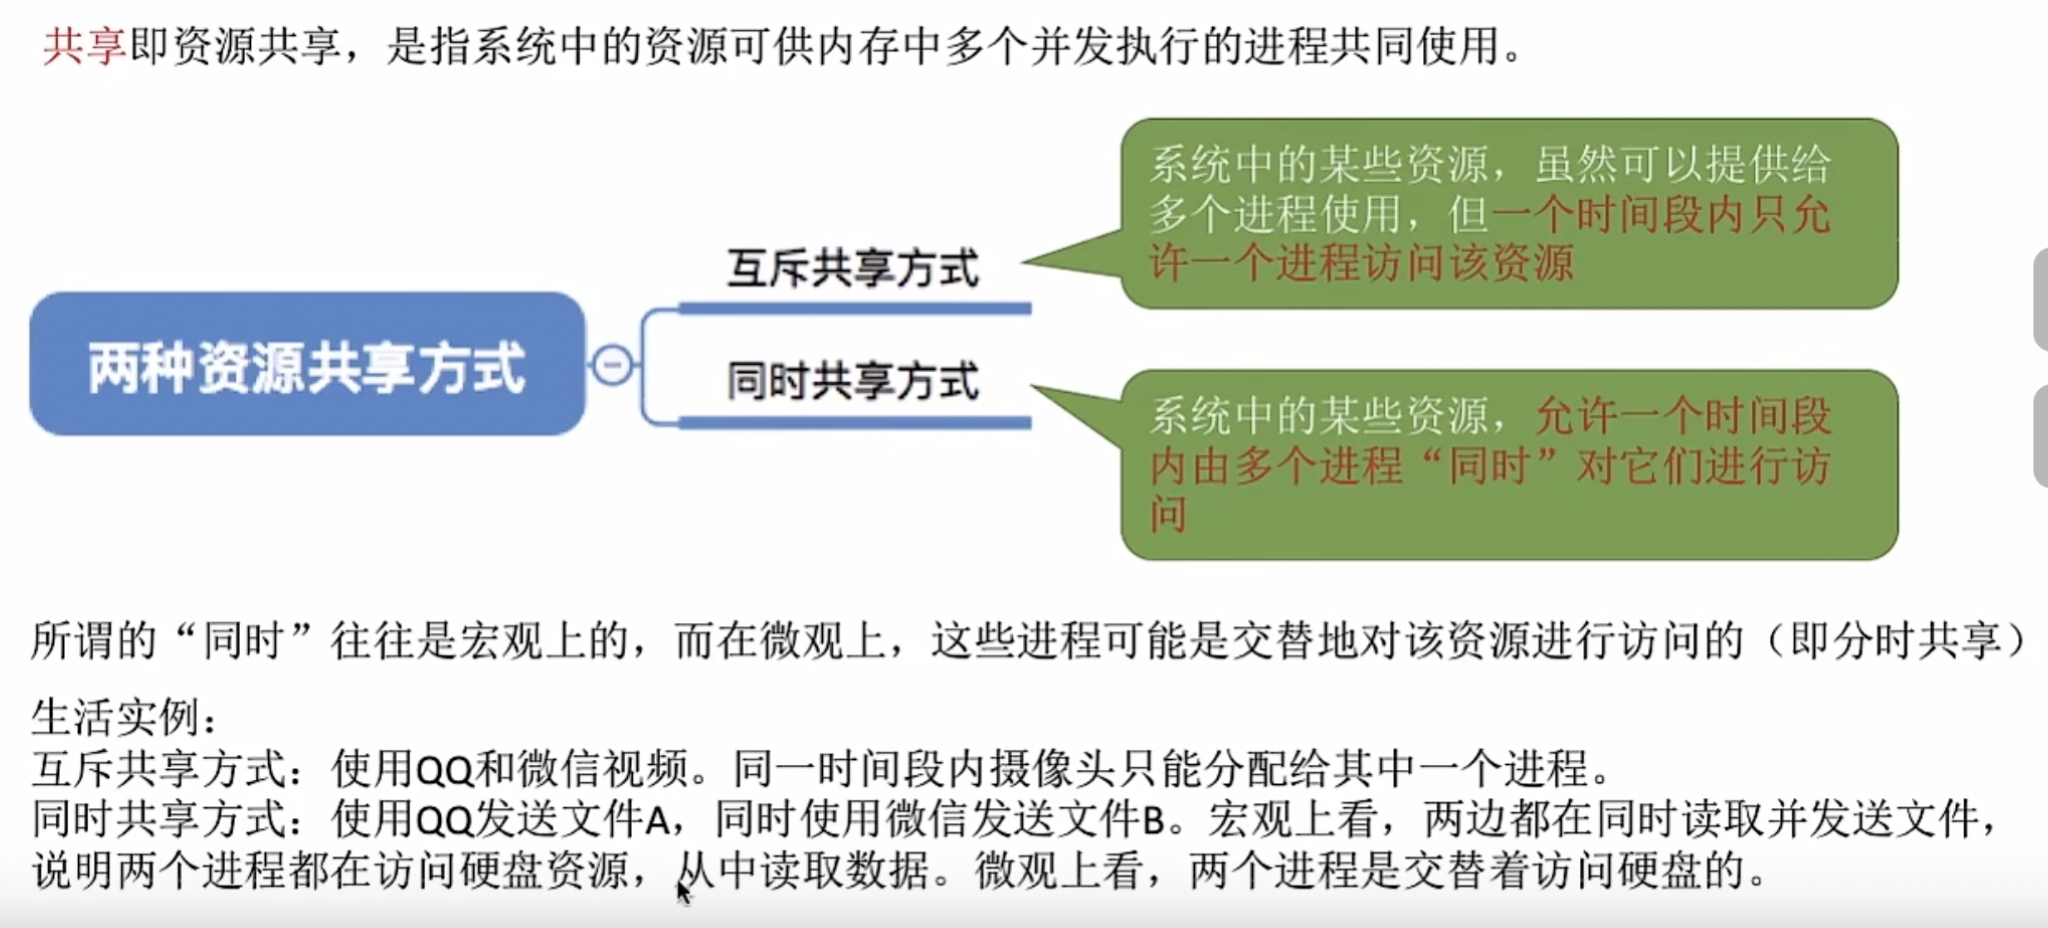 共享即资源共享，是指系统中的资源可供内存中多个并发执行的进程共同使用。
两种资源共享方式
互斥共享方式
系统中的某些资源，虽然可以提供给
多个进程使用，但一个时间段内只允
许一个进程访问该资源
同时共享方式
系统中的某些资源，允许一个时间段
内由多个进程“同时”对它们进行访
问
所谓的“同时”往往是宏观上的，而在微观上，这些进程可能是交替地对该资源进行访问的（即分时共享）
生活实例：
互斥共享方式：使用QQ和微信视频。同一时间段内摄像头只能分配给其中一个进程。
同时共享方式：使用QQ发送文件A，同时使用微信发送文件B。宏观上看，两边都在同时读取并发送文件，
说明两个进程都在访问硬盘资源，从中读取数据。微观上看，两个进程是交替着访问硬盘的。